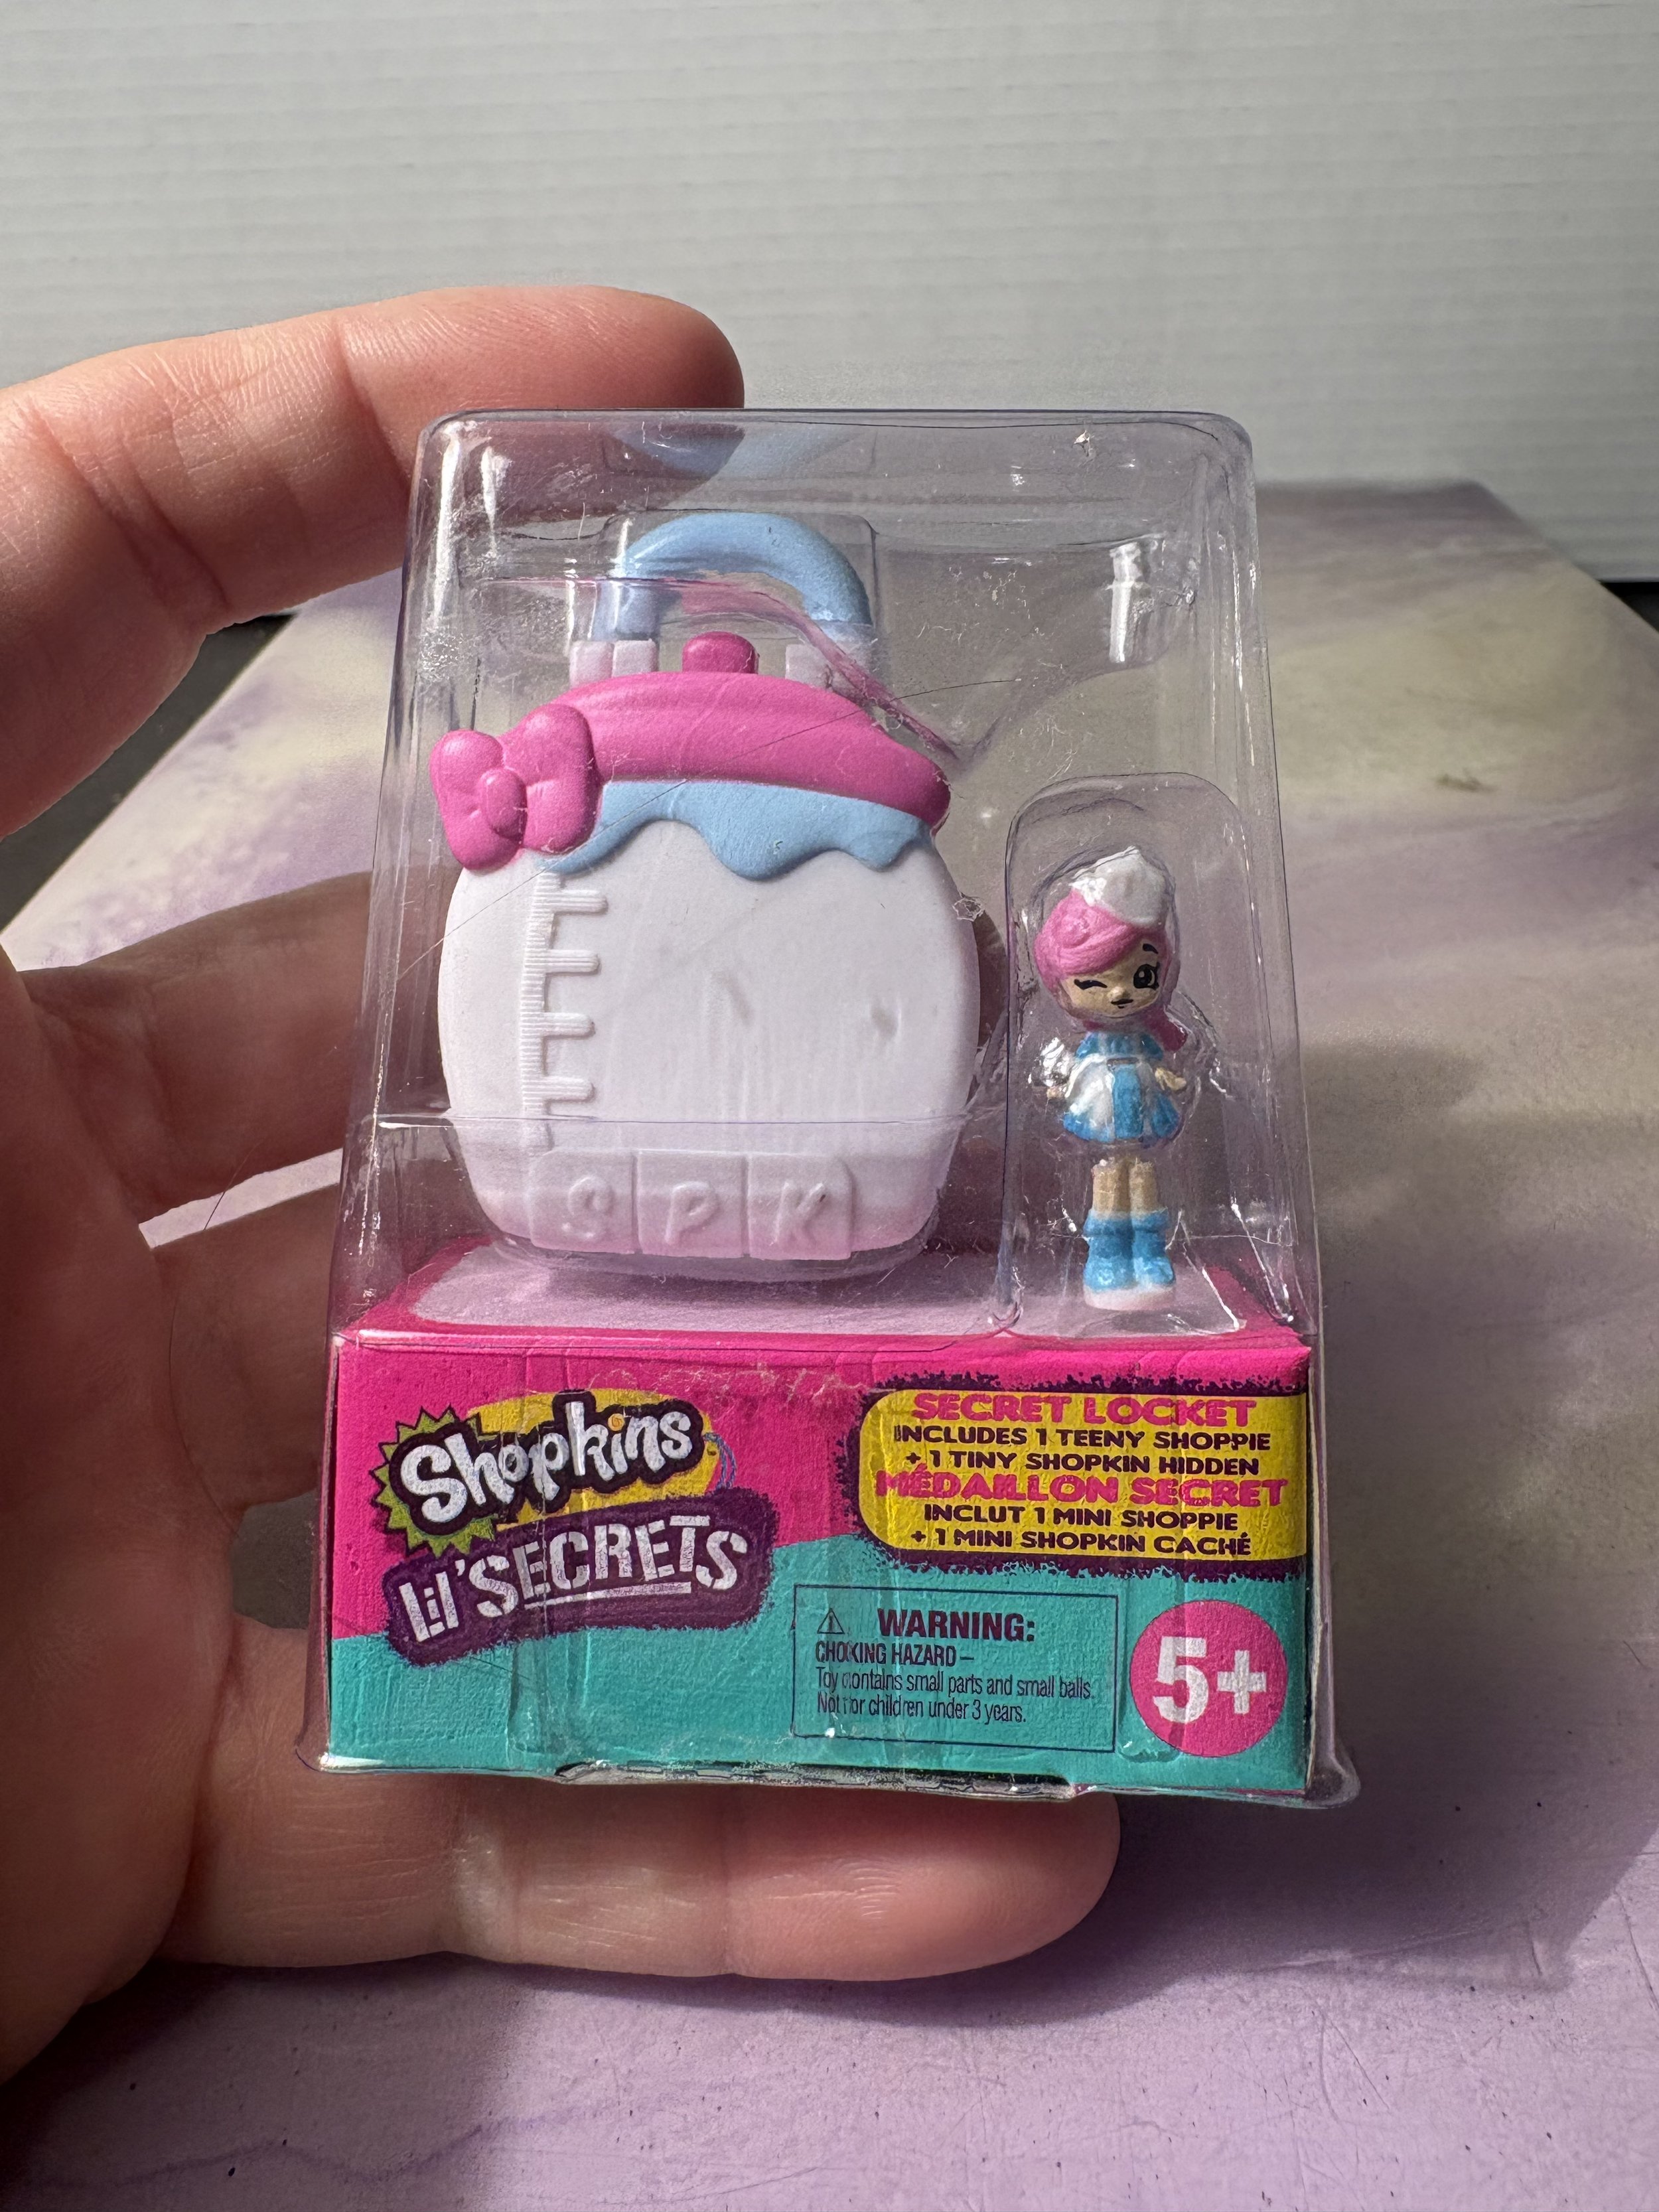 SPK
Shopkins
Lil'SECRETS
SECRET LOCKET
INCLUDES 1 TEENY SHOPPIE
+ 1 TINY SHOPKIN HIDDEN
MÉDAILLON SECRET
INCLUT 1 MINI SHOPPIE
+ 1 MINI SHOPKIN CACHÉ
⚠ WARNING:
CHOKING HAZARD –
Toy contains small parts and small balls.
Not for children under 3 years.
5+